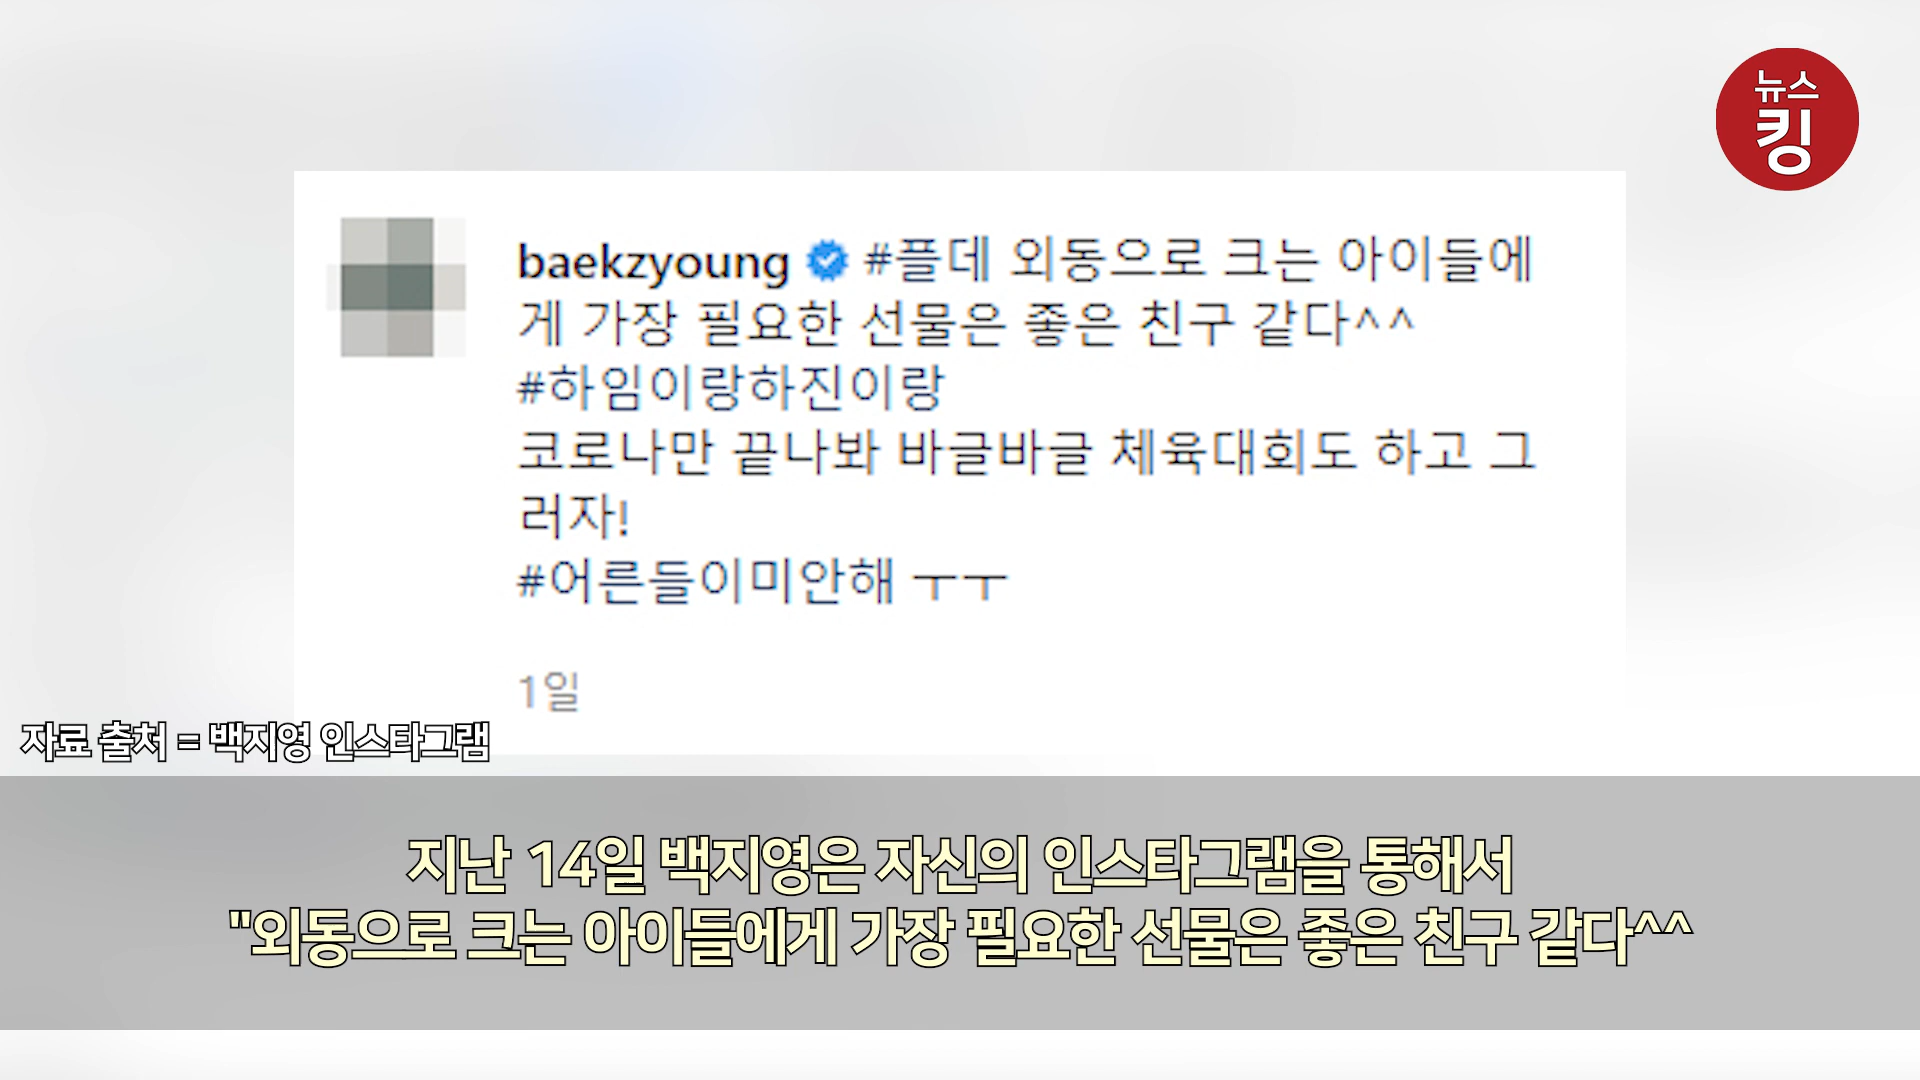 뉴스
킹
baekzyoung #플데 외동으로 크는 아이들에
게 가장 필요한 선물은 좋은 친구 같다^^
#하임이랑하진이랑
코로나만 끝나봐 바글바글 체육대회도 하고 그
러자!
#어른들이미안해 ㅜㅜ
1일
자료 출처 = 백지영 인스타그램
지난 14일 백지영은 자신의 인스타그램을 통해서
"외동으로 크는 아이들에게 가장 필요한 선물은 좋은 친구 같다^^